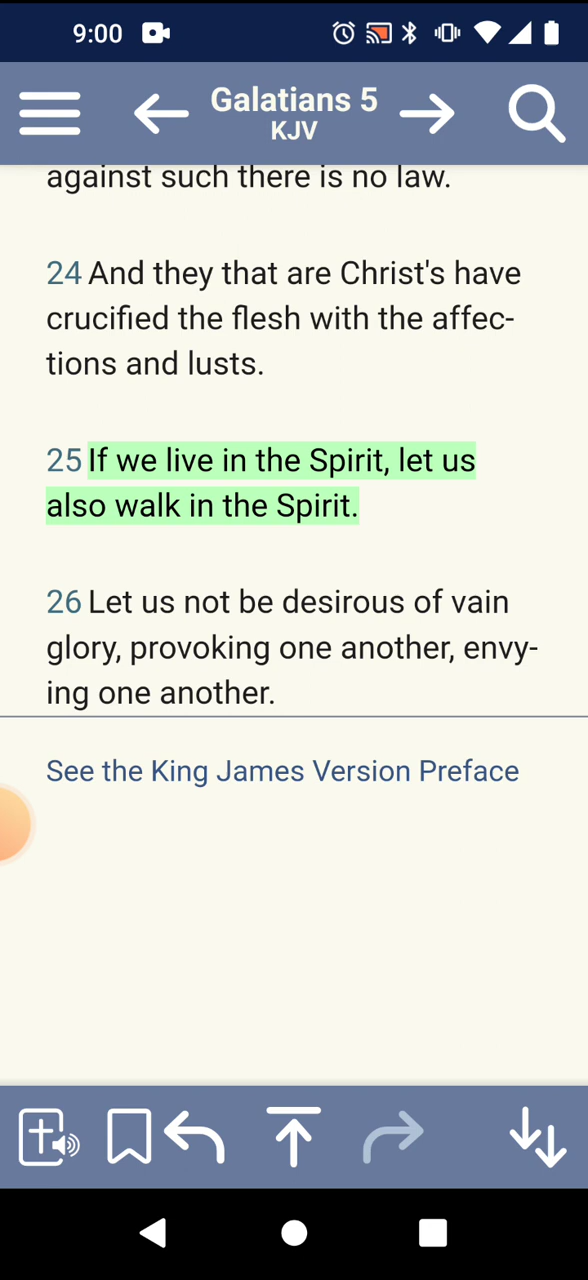 9:00
Galatians 5
KJV
against such there is no law.
24 And they that are Christ's have
crucified the flesh with the affec-
tions and lusts.
25 If we live in the Spirit, let us
also walk in the Spirit.
26 Let us not be desirous of vain
glory, provoking one another, envy-
ing one another.
See the King James Version Preface